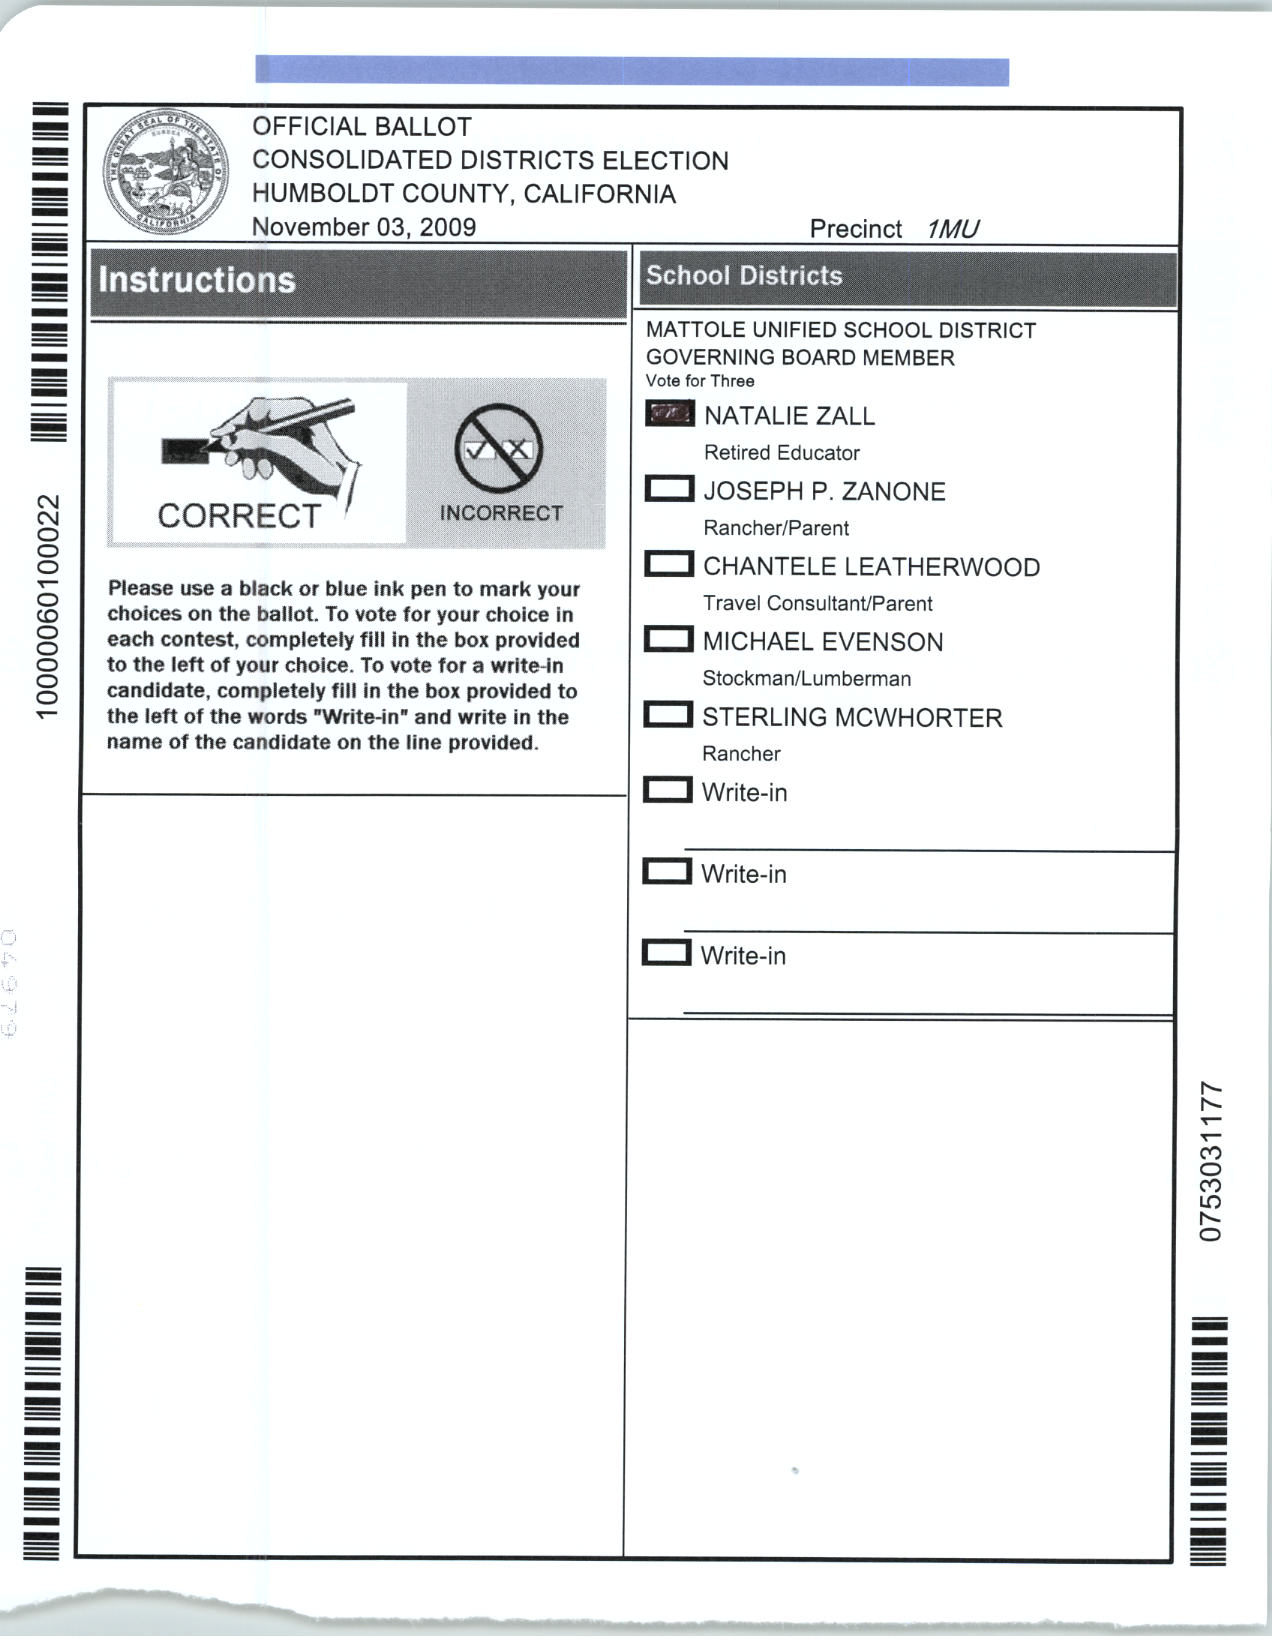 OFFICIAL BALLOT
CONSOLIDATED DISTRICTS ELECTION
HUMBOLDT COUNTY, CALIFORNIA
November 03, 2009
Precinct 1MU
THE GREAT SEAL OF THE STATE OF CALIFORNIA
EUREKA
Instructions
CORRECT
INCORRECT
Please use a black or blue ink pen to mark your
choices on the ballot. To vote for your choice in
each contest, completely fill in the box provided
to the left of your choice. To vote for a write-in
candidate, completely fill in the box provided to
the left of the words "Write-in" and write in the
name of the candidate on the line provided.
School Districts
MATTOLE UNIFIED SCHOOL DISTRICT
GOVERNING BOARD MEMBER
Vote for Three
NATALIE ZALL
Retired Educator
JOSEPH P. ZANONE
Rancher/Parent
CHANTELE LEATHERWOOD
Travel Consultant/Parent
MICHAEL EVENSON
Stockman/Lumberman
STERLING MCWHORTER
Rancher
Write-in
Write-in
Write-in
10000060100022
0753031177